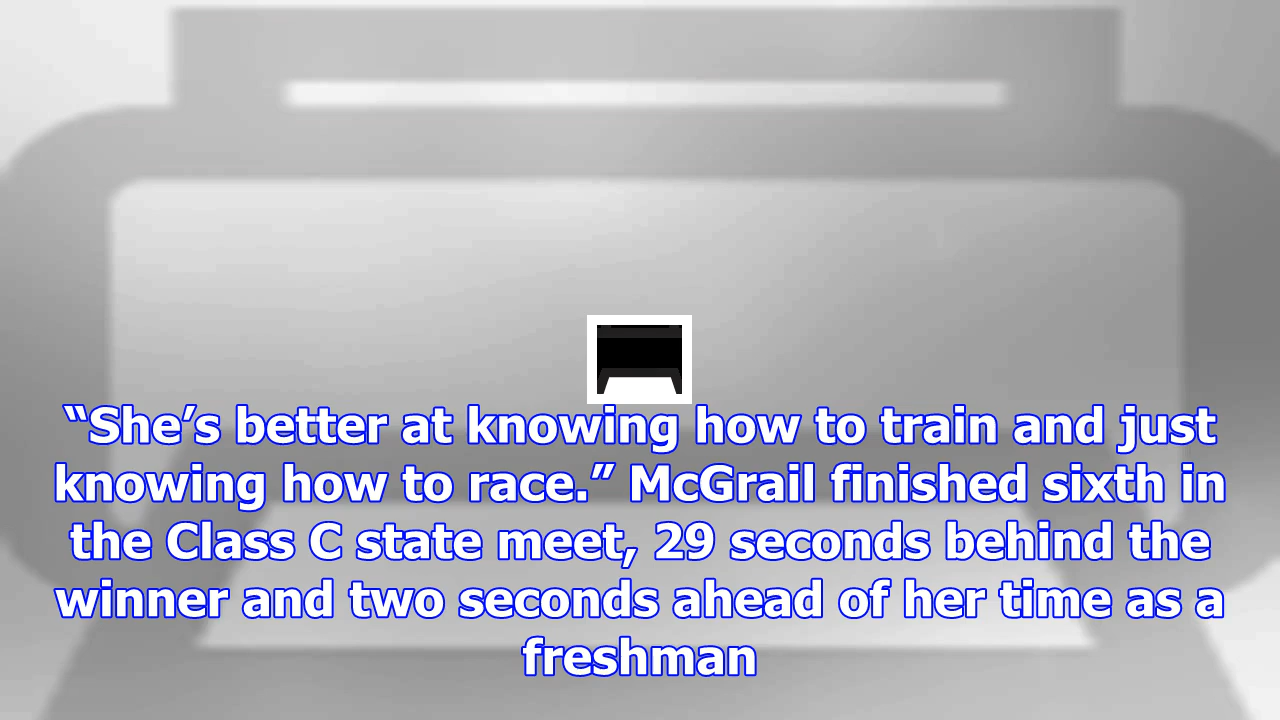 “She’s better at knowing how to train and just
knowing how to race.” McGrail finished sixth in
the Class C state meet, 29 seconds behind the
winner and two seconds ahead of her time as a
freshman